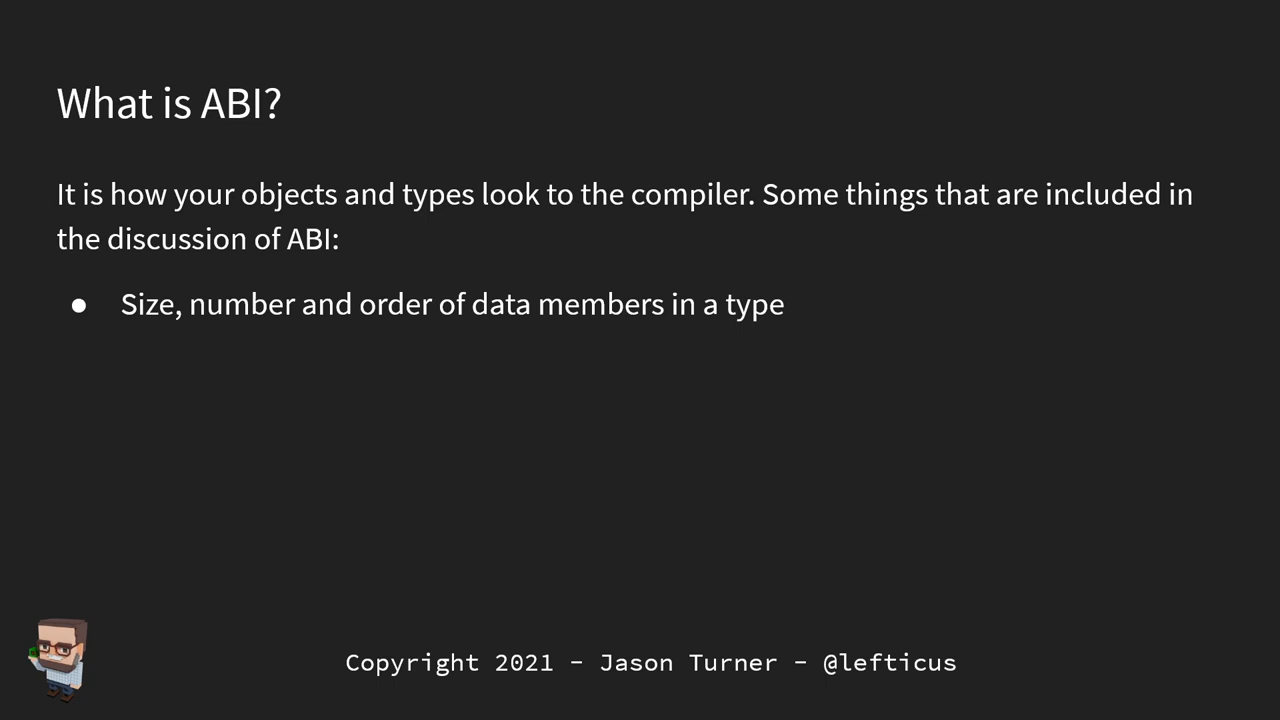 What is ABI?
It is how your objects and types look to the compiler. Some things that are included in
the discussion of ABI:
● Size, number and order of data members in a type
Copyright 2021 - Jason Turner - @lefticus